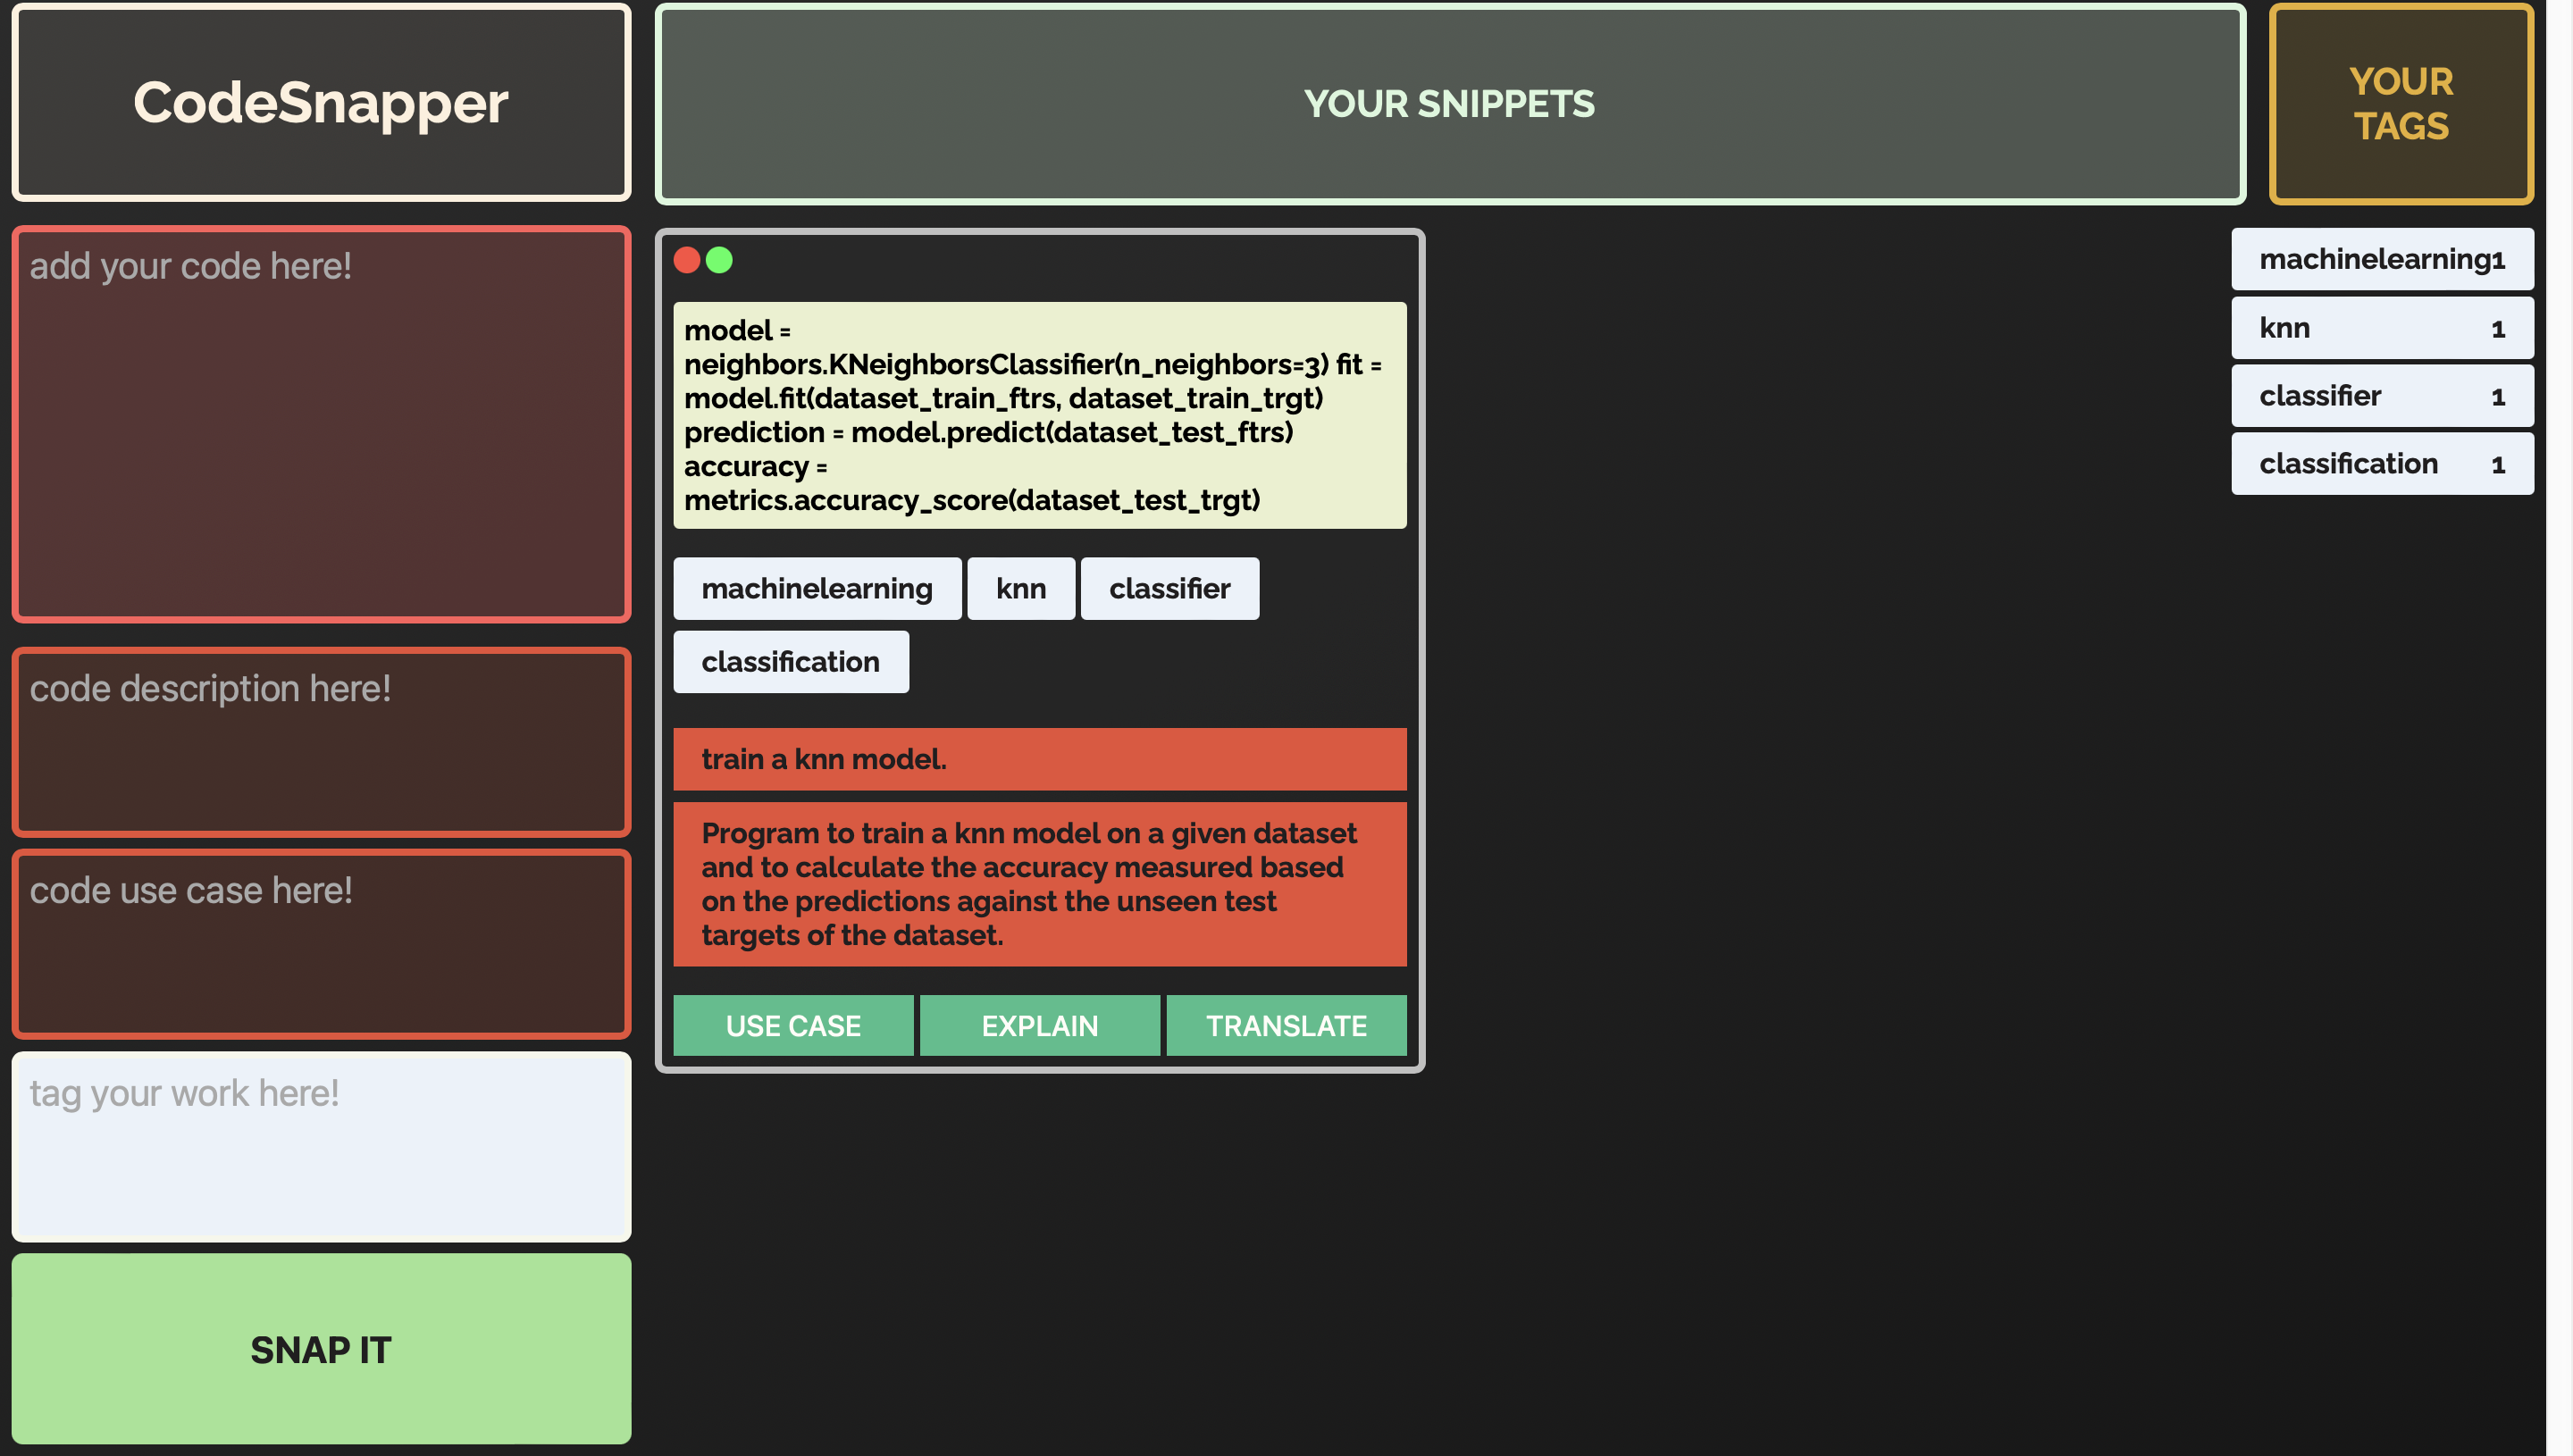 CodeSnapper
add your code here!
code description here!
code use case here!
tag your work here!
SNAP IT
YOUR SNIPPETS
model =
neighbors.KNeighborsClassifier(n_neighbors=3) fit =
model.fit(dataset_train_ftrs, dataset_train_trgt)
prediction = model.predict(dataset_test_ftrs)
accuracy =
metrics.accuracy_score(dataset_test_trgt)
machinelearning knn classifier
classification
train a knn model.
Program to train a knn model on a given dataset
and to calculate the accuracy measured based
on the predictions against the unseen test
targets of the dataset.
USE CASE EXPLAIN TRANSLATE
YOUR
TAGS
machinelearning1
knn 1
classifier 1
classification 1